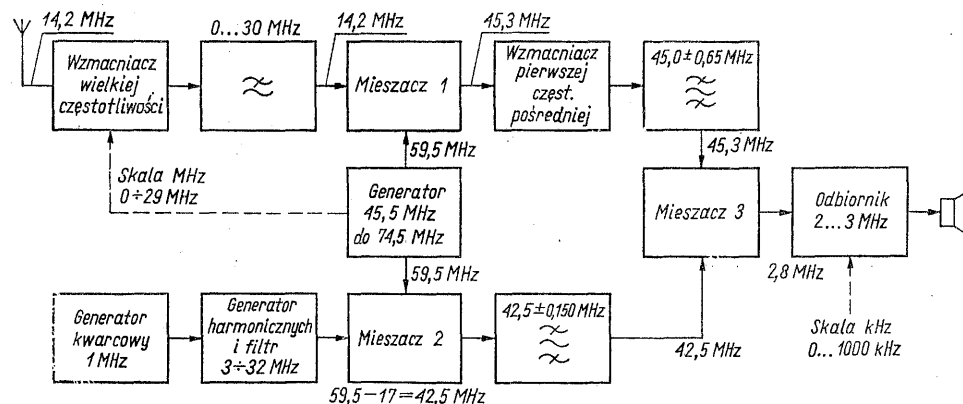 14,2 MHz
0...30 MHz
14,2 MHz
45,3 MHz
Wzmacniacz
wielkiej
częstotliwości
Mieszacz 1
Wzmacniacz
pierwszej
częst.
pośredniej
45,0±0,65 MHz
59,5 MHz
45,3 MHz
Skala MHz
0÷29 MHz
Generator
45,5 MHz
do 74,5 MHz
Mieszacz 3
Odbiornik
2...3 MHz
59,5 MHz
2,8 MHz
Generator
kwarcowy
1 MHz
Generator
harmonicznych
i filtr
3÷32 MHz
Mieszacz 2
42,5±0,150 MHz
42,5 MHz
Skala kHz
0...1000 kHz
59,5-17=42,5 MHz